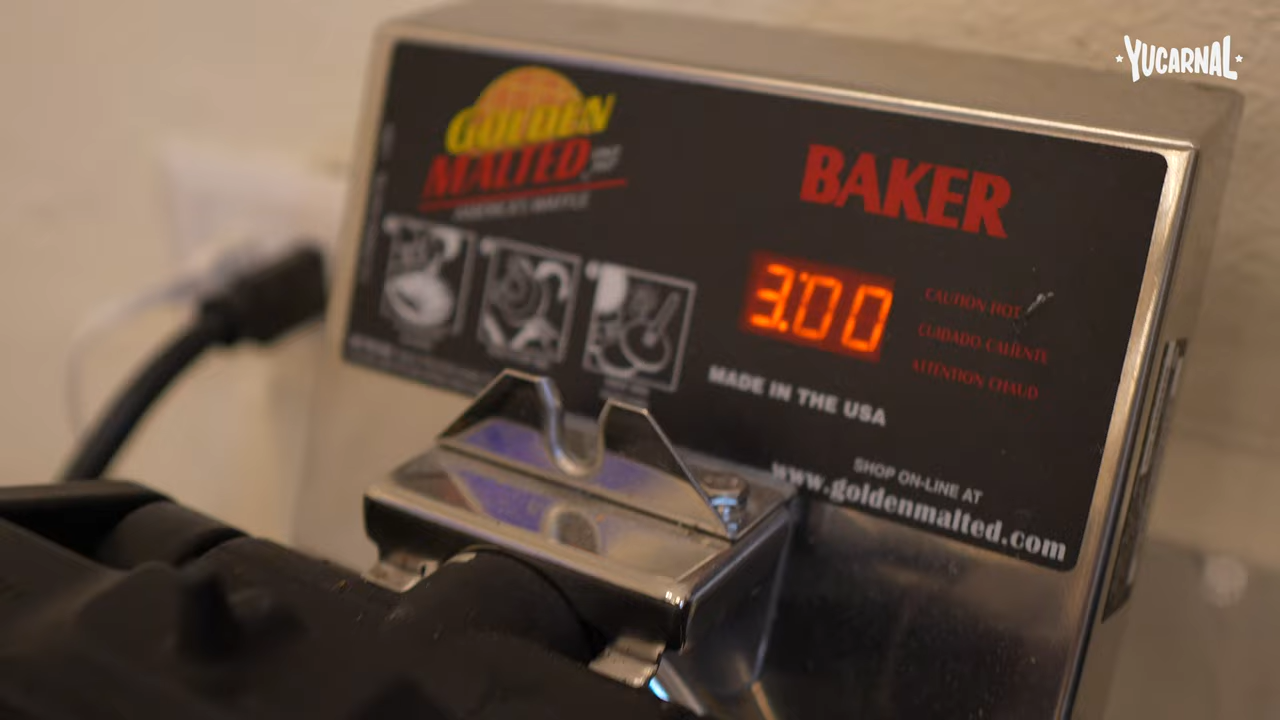 YUCARNAL
GOLDEN
MALTED
AMERICA'S WAFFLE
BAKER
3:00
CAUTION-HOT
CUIDADO-CALIENTE
ATTENTION CHAUD
MADE IN THE USA
SHOP ON-LINE AT
www.goldenmalted.com